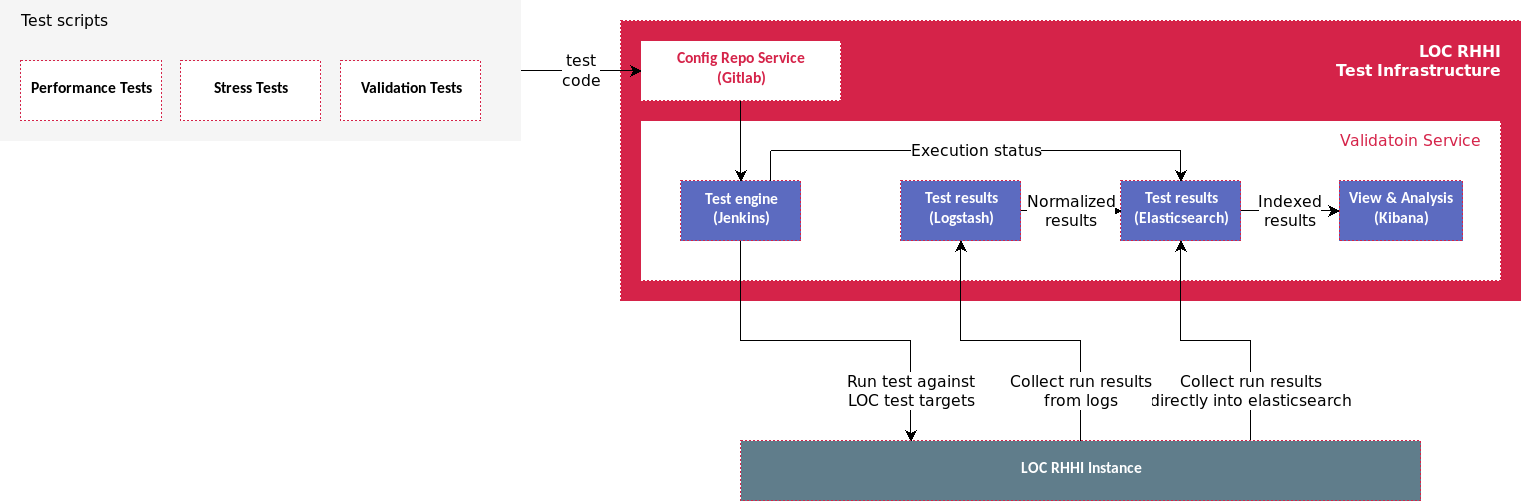 Test scripts
Performance Tests
Stress Tests
Validation Tests
test
code
Config Repo Service
(Gitlab)
LOC RHHI
Test Infrastructure
Validatoin Service
Execution status
Test engine
(Jenkins)
Test results
(Logstash)
Normalized
results
Test results
(Elasticsearch)
Indexed
results
View & Analysis
(Kibana)
Run test against
LOC test targets
Collect run results
from logs
Collect run results
directly into elasticsearch
LOC RHHI Instance